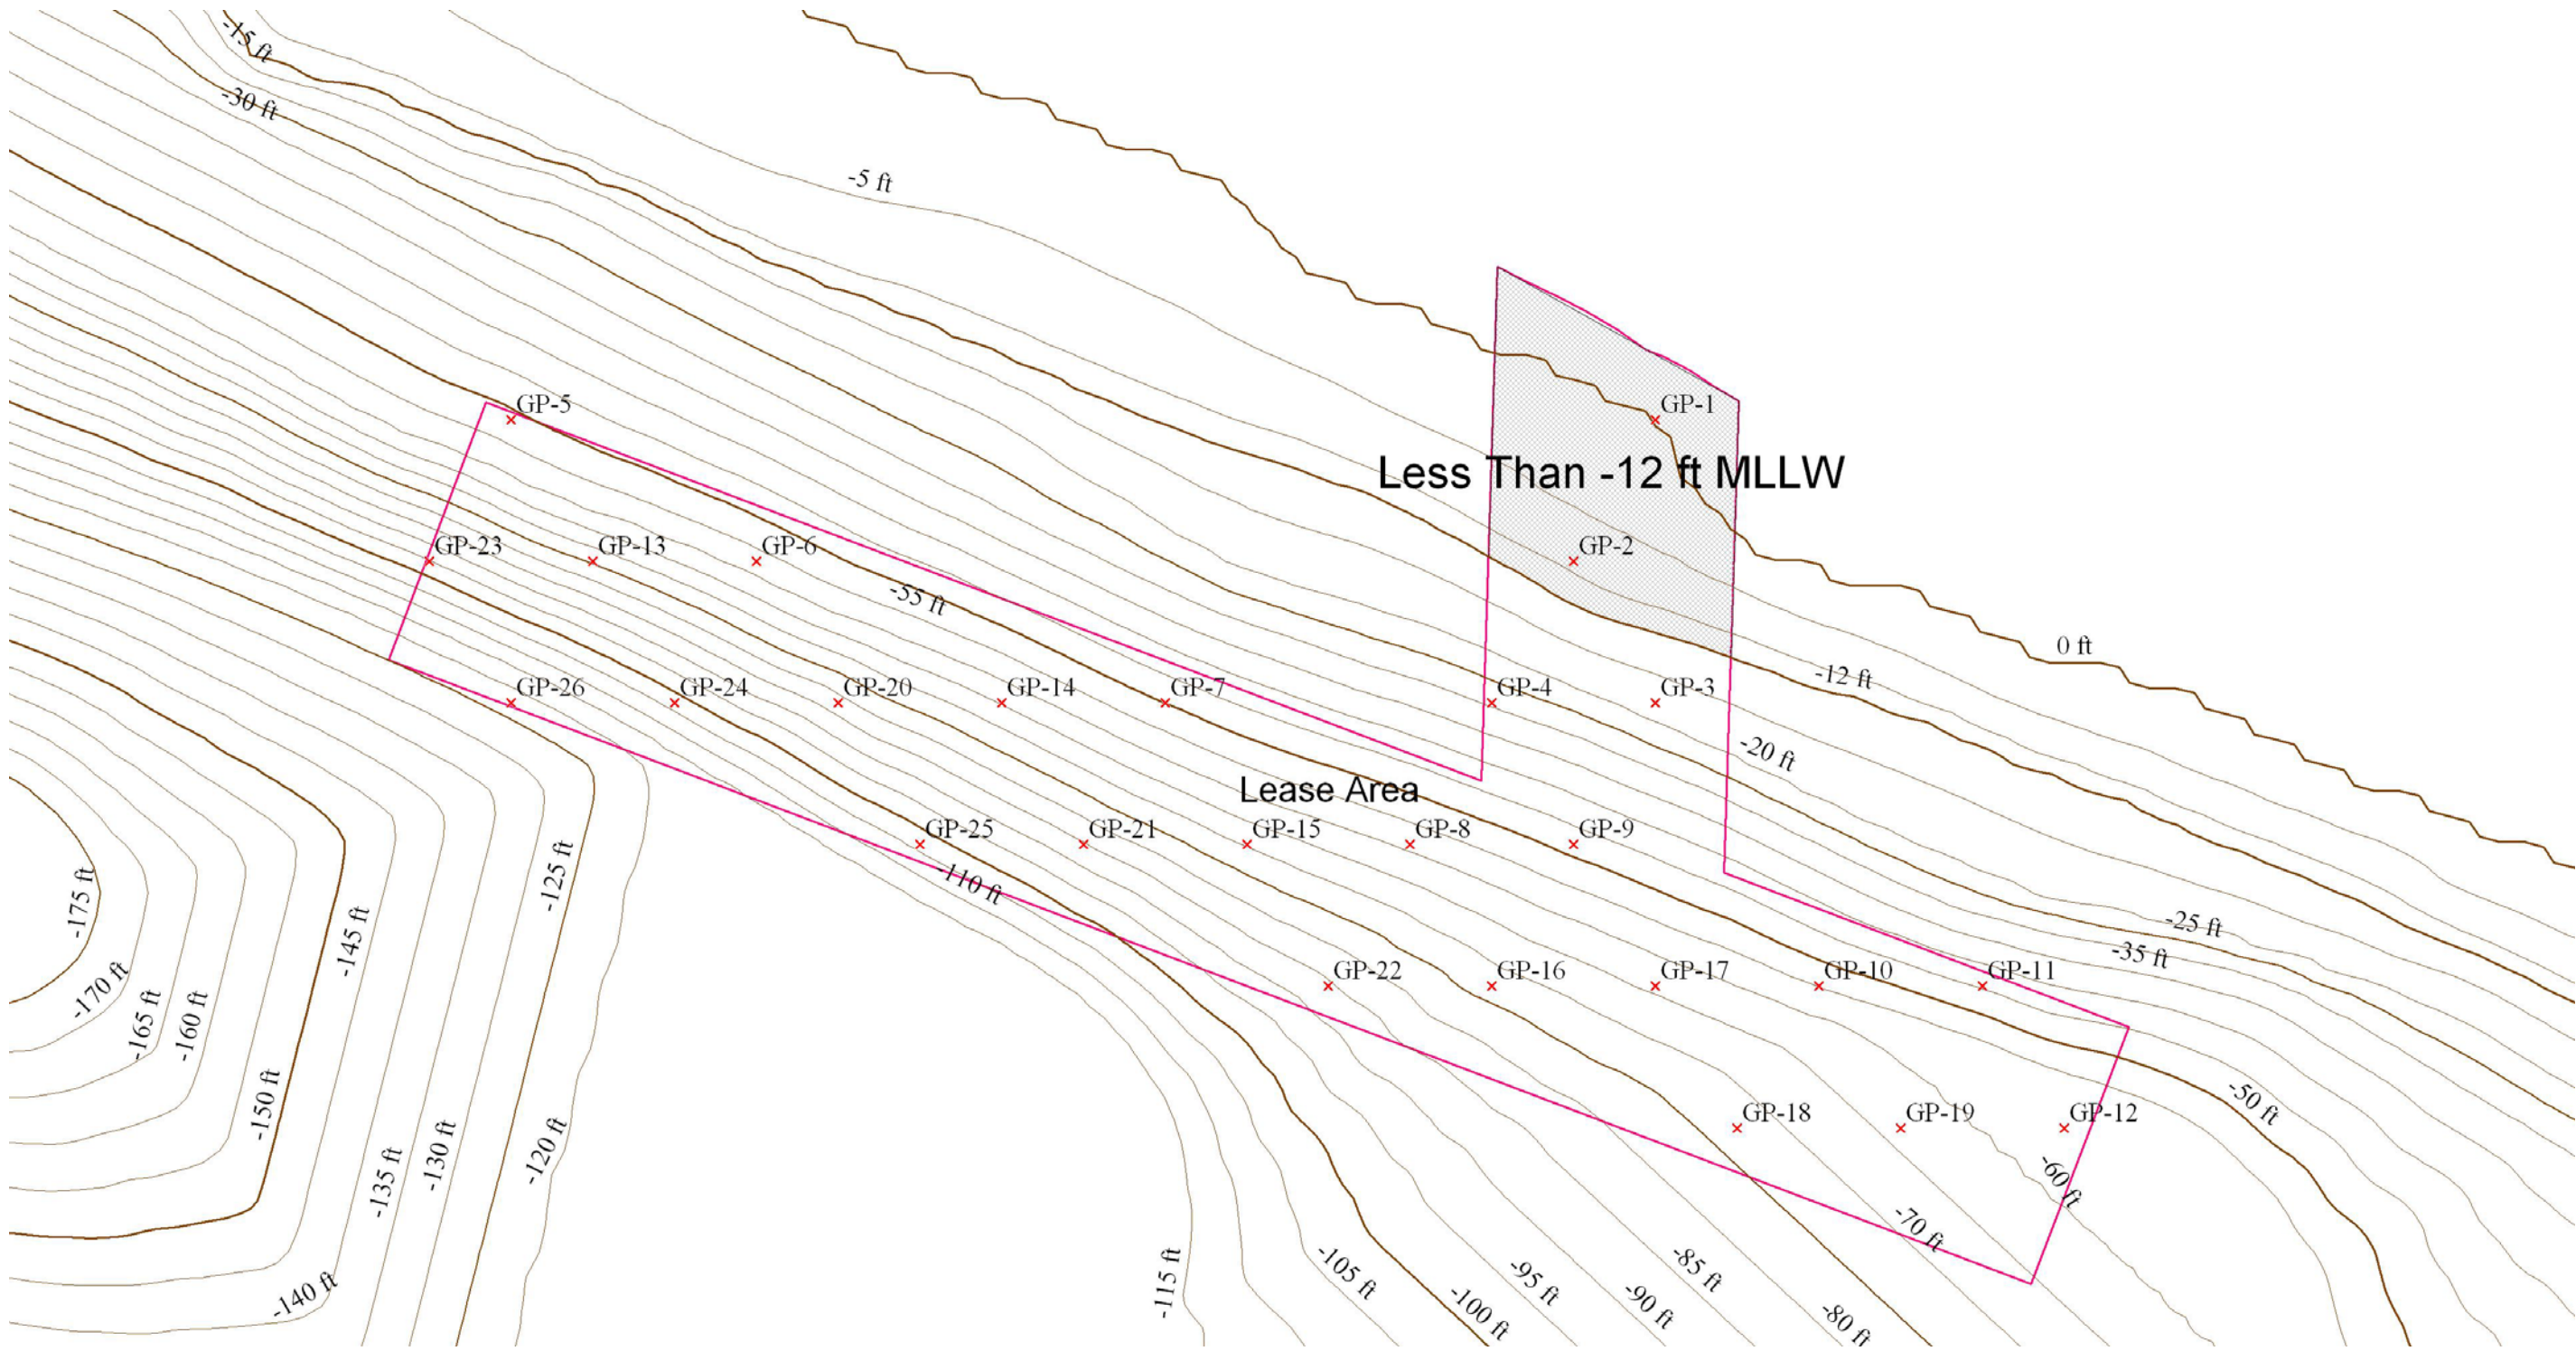 -15 ft
-30 ft
-5 ft
GP-5
GP-1
Less Than -12 ft MLLW
GP-23
GP-13
GP-6
GP-2
-55 ft
0 ft
GP-26
GP-24
GP-20
GP-14
GP-7
GP-4
GP-3
-12 ft
-20 ft
Lease Area
GP-25
GP-21
GP-15
GP-8
GP-9
-110 ft
-125 ft
-175 ft
-145 ft
-25 ft
-35 ft
GP-22
GP-16
GP-17
GP-10
GP-11
-170 ft
-165 ft
-160 ft
-150 ft
-50 ft
GP-18
GP-19
GP-12
-135 ft
-130 ft
-120 ft
-60 ft
-70 ft
-140 ft
-115 ft
-105 ft
-100 ft
-95 ft
-90 ft
-85 ft
-80 ft